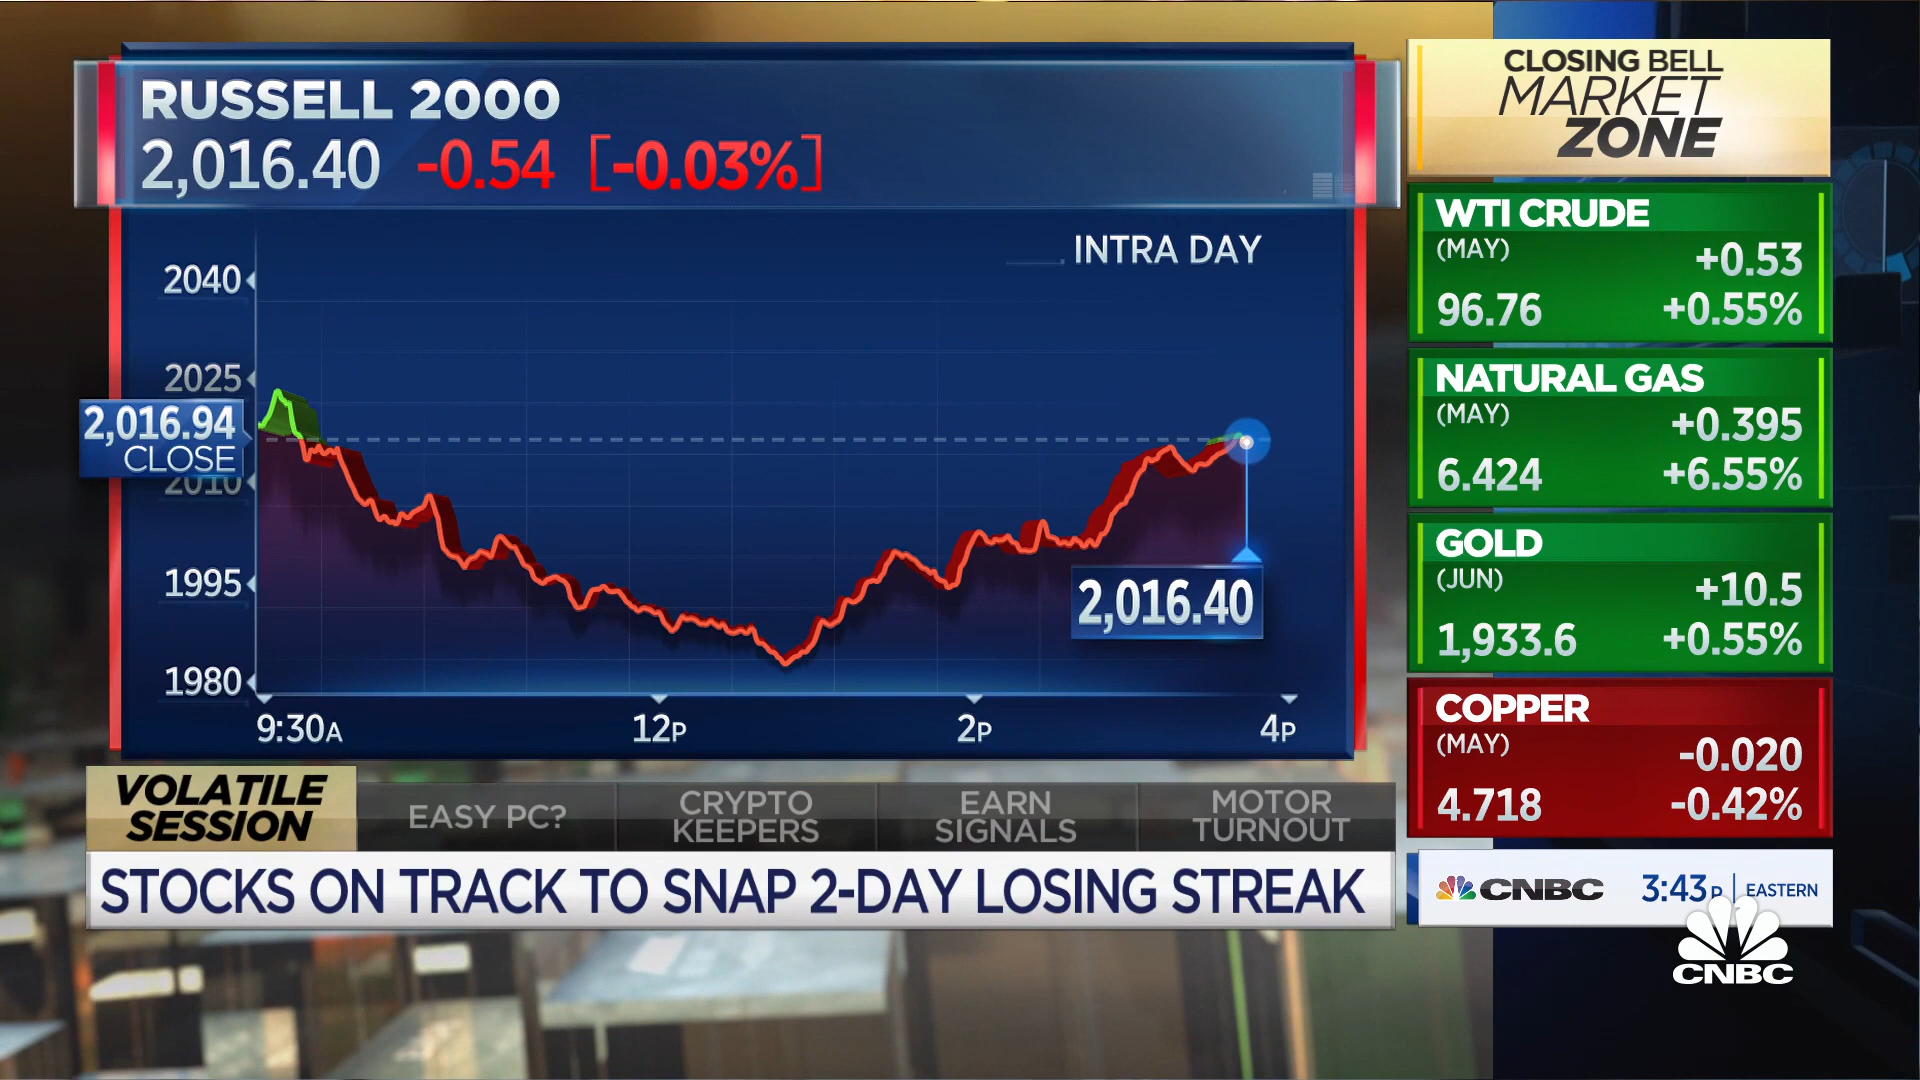 RUSSELL 2000
2,016.40 -0.54 [-0.03%]
INTRA DAY
2040
2025
2,016.94
CLOSE
2010
1995
1980
2,016.40
9:30A 12P 2P 4P
VOLATILE
SESSION
EASY PC?
CRYPTO
KEEPERS
EARN
SIGNALS
MOTOR
TURNOUT
STOCKS ON TRACK TO SNAP 2-DAY LOSING STREAK
CLOSING BELL
MARKET
ZONE
WTI CRUDE
(MAY) +0.53
96.76 +0.55%
NATURAL GAS
(MAY) +0.395
6.424 +6.55%
GOLD
(JUN) +10.5
1,933.6 +0.55%
COPPER
(MAY) -0.020
4.718 -0.42%
CNBC 3:43P EASTERN
CNBC